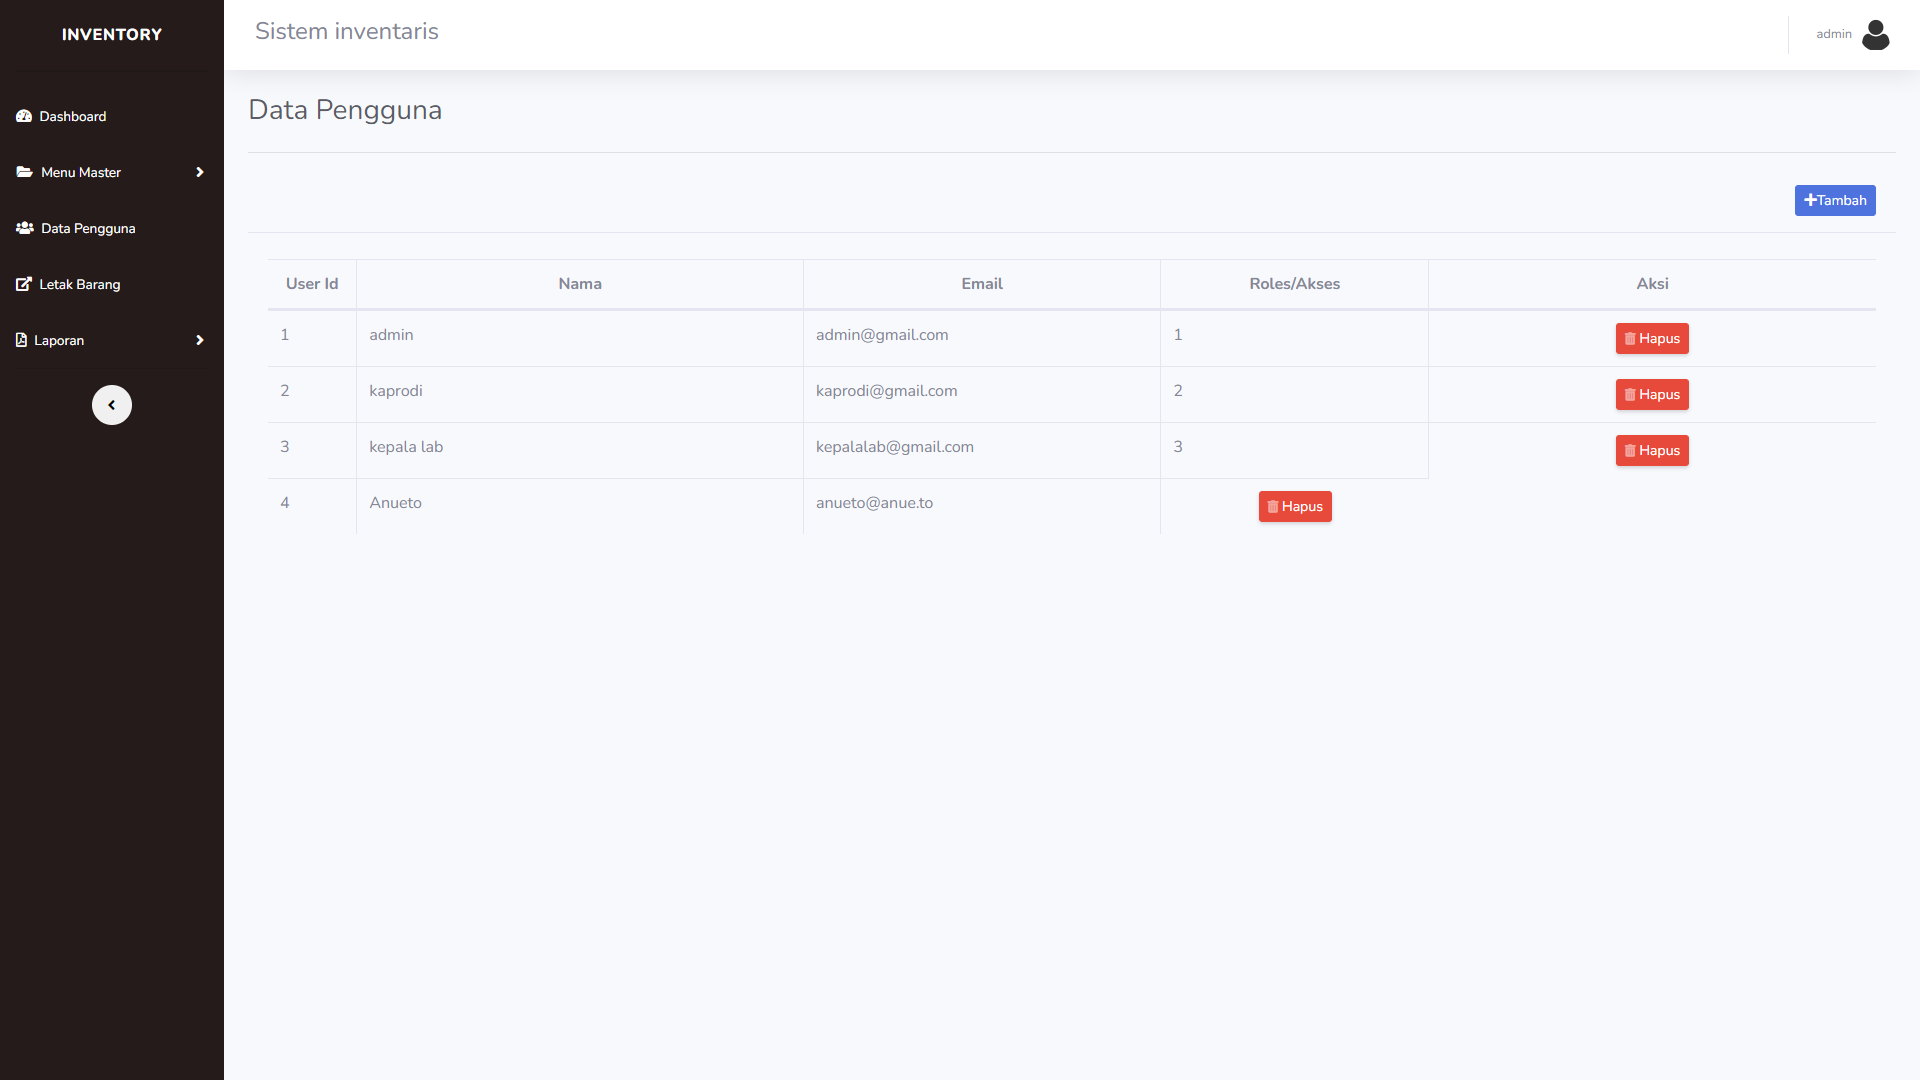 INVENTORY
Sistem inventaris
admin
Dashboard
Menu Master
Data Pengguna
Letak Barang
Laporan
Data Pengguna
Tambah
User Id Nama Email Roles/Akses Aksi
1 admin admin@gmail.com 1 Hapus
2 kaprodi kaprodi@gmail.com 2 Hapus
3 kepala lab kepalalab@gmail.com 3 Hapus
4 Anueto anueto@anue.to Hapus